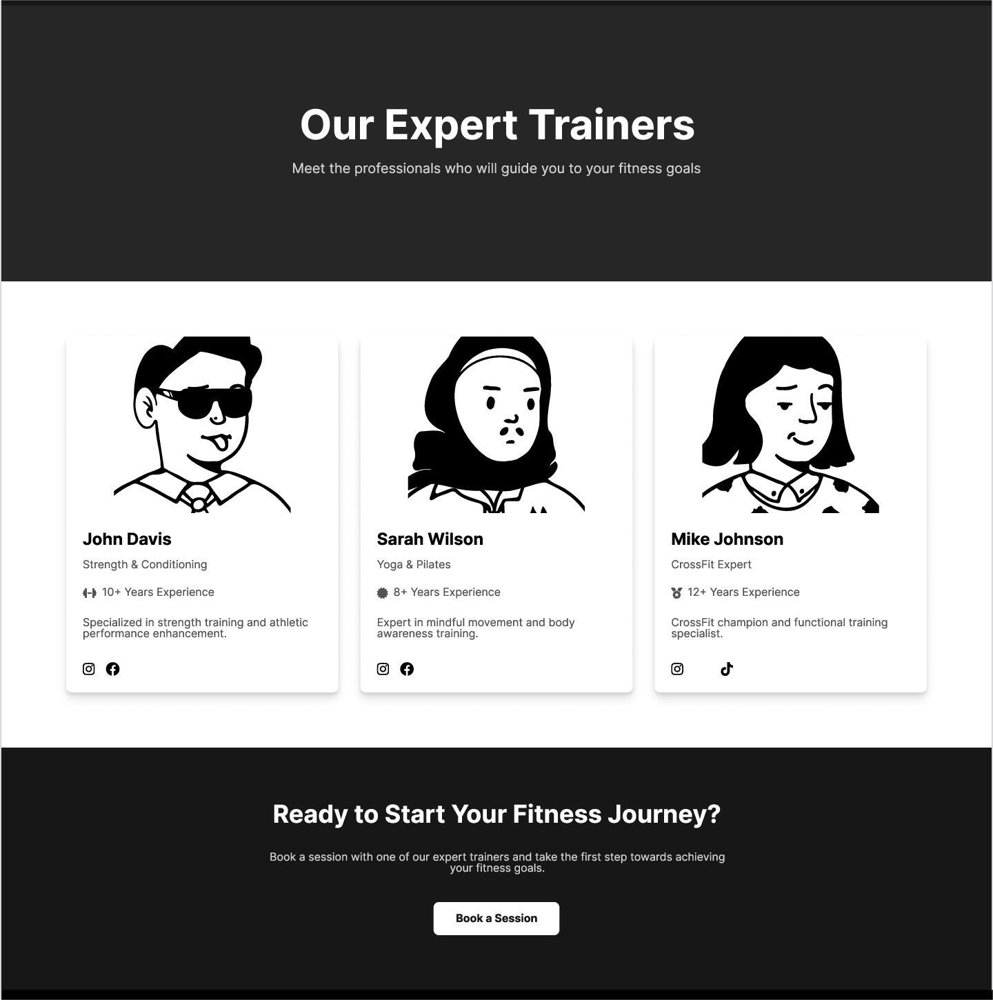 Our Expert Trainers
Meet the professionals who will guide you to your fitness goals
John Davis
Strength & Conditioning
10+ Years Experience
Specialized in strength training and athletic
performance enhancement.
Sarah Wilson
Yoga & Pilates
8+ Years Experience
Expert in mindful movement and body
awareness training.
Mike Johnson
CrossFit Expert
12+ Years Experience
CrossFit champion and functional training
specialist.
Ready to Start Your Fitness Journey?
Book a session with one of our expert trainers and take the first step towards achieving
your fitness goals.
Book a Session